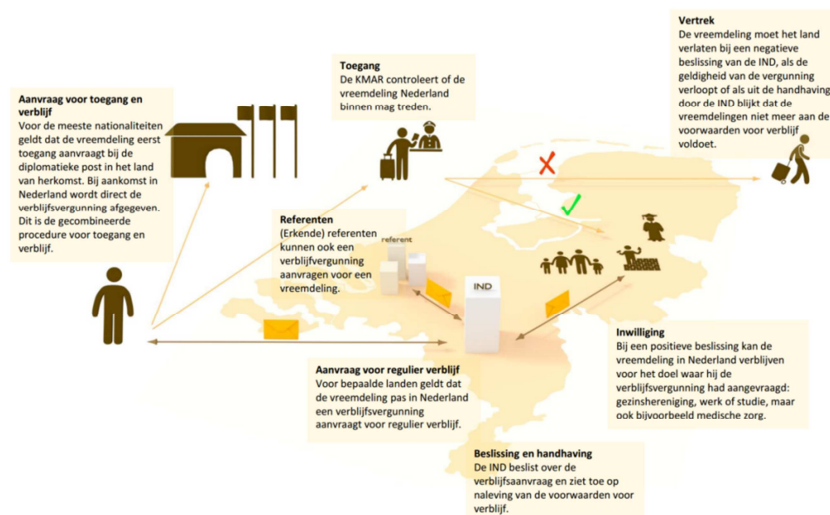 Aanvraag voor toegang en
verblijf
Voor de meeste nationaliteiten
geldt dat de vreemdeling eerst
toegang aanvraagt bij de
diplomatieke post in het land
van herkomst. Bij aankomst in
Nederland wordt direct de
verblijfsvergunning afgegeven.
Dit is de gecombineerde
procedure voor toegang en
verblijf.
Toegang
De KMAR controleert of de
vreemdeling Nederland
binnen mag treden.
Vertrek
De vreemdeling moet het land
verlaten bij een negatieve
beslissing van de IND, als de
geldigheid van de vergunning
verloopt of als uit de handhaving
door de IND blijkt dat de
vreemdelingen niet meer aan de
voorwaarden voor verblijf
voldoet.
Referenten
(Erkende) referenten
kunnen ook een
verblijfvergunning
aanvragen voor een
vreemdeling.
referent
IND
Aanvraag voor regulier verblijf
Voor bepaalde landen geldt dat
de vreemdeling pas in Nederland
een verblijfsvergunning
aanvraagt voor regulier verblijf.
Inwilliging
Bij een positieve beslissing kan de
vreemdeling in Nederland verblijven
voor het doel waar hij de
verblijfsvergunning had aangevraagd:
gezinshereniging, werk of studie, maar
ook bijvoorbeeld medische zorg.
Beslissing en handhaving
De IND beslist over de
verblijfsaanvraag en ziet toe op
naleving van de voorwaarden voor
verblijf.